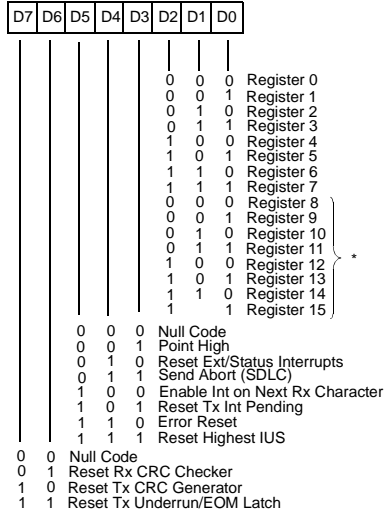 D7 D6 D5 D4 D3 D2 D1 D0
0 0 0 Register 0
0 0 1 Register 1
0 1 0 Register 2
0 1 1 Register 3
1 0 0 Register 4
1 0 1 Register 5
1 1 0 Register 6
1 1 1 Register 7
0 0 0 Register 8
0 0 1 Register 9
0 1 0 Register 10
0 1 1 Register 11
1 0 0 Register 12 *
1 0 1 Register 13
1 1 0 Register 14
1 1 Register 15
0 0 0 Null Code
0 0 1 Point High
0 1 0 Reset Ext/Status Interrupts
0 1 1 Send Abort (SDLC)
1 0 0 Enable Int on Next Rx Character
1 0 1 Reset Tx Int Pending
1 1 0 Error Reset
1 1 1 Reset Highest IUS
0 0 Null Code
0 1 Reset Rx CRC Checker
1 0 Reset Tx CRC Generator
1 1 Reset Tx Underrun/EOM Latch